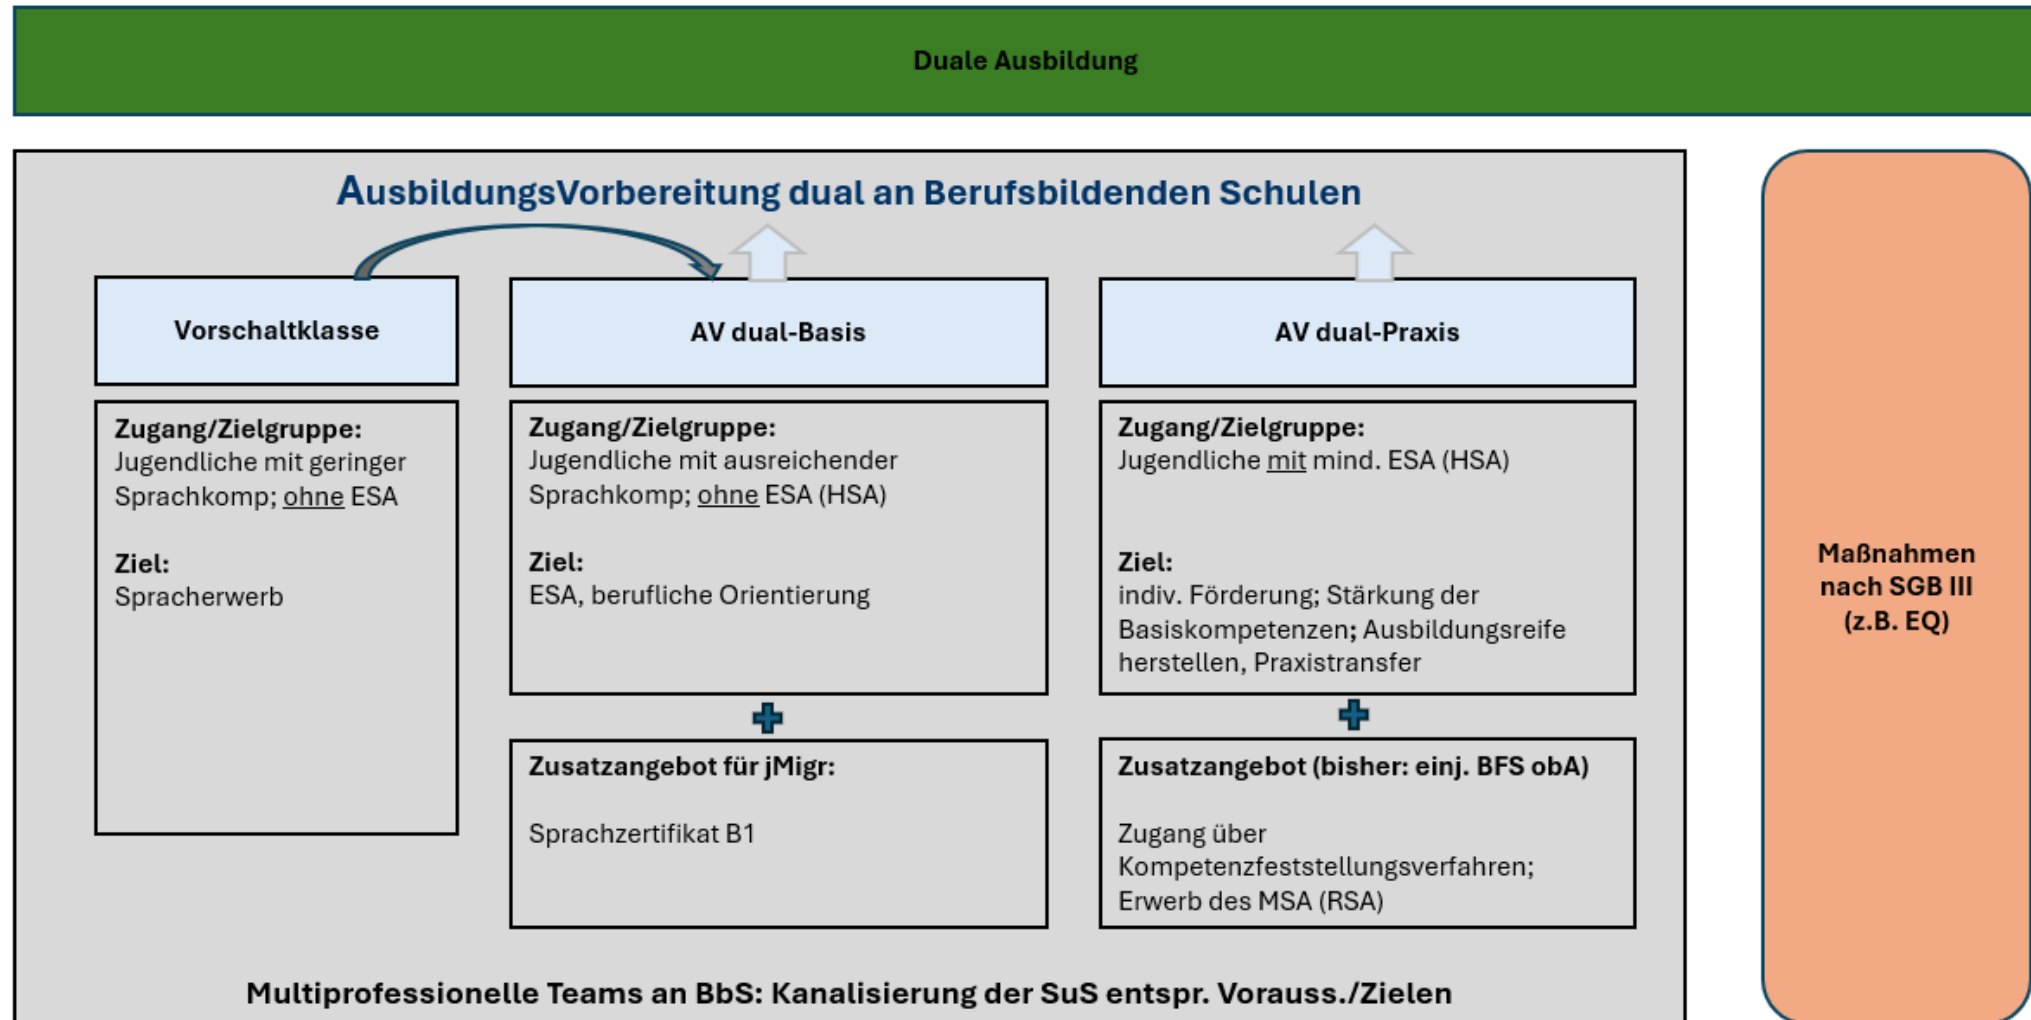 Duale Ausbildung
AusbildungsVorbereitung dual an Berufsbildenden Schulen
Vorschaltklasse
Zugang/Zielgruppe:
Jugendliche mit geringer
Sprachkomp; ohne ESA
Ziel:
Spracherwerb
AV dual-Basis
Zugang/Zielgruppe:
Jugendliche mit ausreichender
Sprachkomp; ohne ESA (HSA)
Ziel:
ESA, berufliche Orientierung
Zusatzangebot für jMigr:
Sprachzertifikat B1
AV dual-Praxis
Zugang/Zielgruppe:
Jugendliche mit mind. ESA (HSA)
Ziel:
indiv. Förderung; Stärkung der
Basiskompetenzen; Ausbildungsreife
herstellen, Praxistransfer
Zusatzangebot (bisher: einj. BFS obA)
Zugang über
Kompetenzfeststellungsverfahren;
Erwerb des MSA (RSA)
Multiprofessionelle Teams an BbS: Kanalisierung der SuS entspr. Vorauss./Zielen
Maßnahmen
nach SGB III
(z.B. EQ)